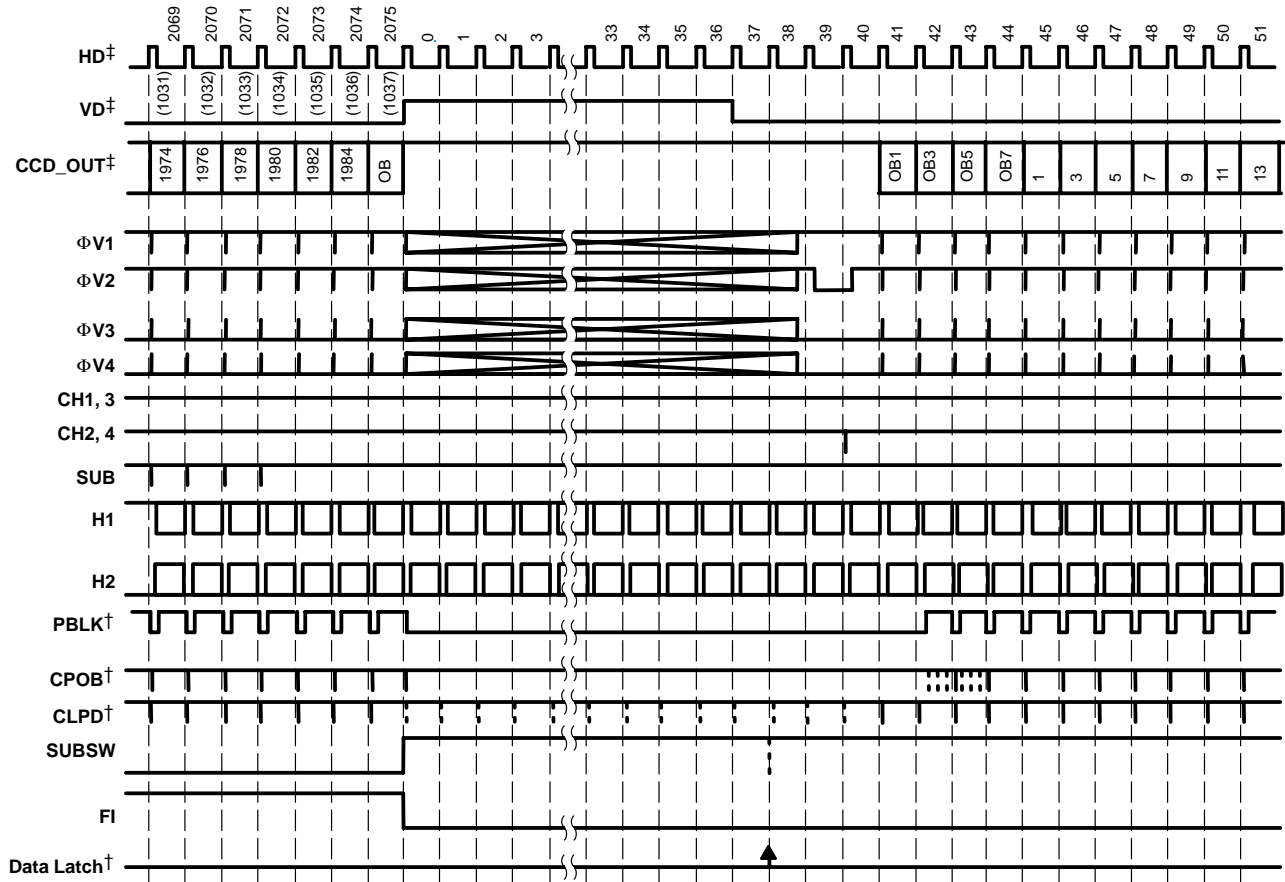 2069 2070 2071 2072 2073 2074 2075 0 1 2 3 33 34 35 36 37 38 39 40 41 42 43 44 45 46 47 48 49 50 51
HD‡
(1031) (1032) (1033) (1034) (1035) (1036) (1037)
VD‡
CCD_OUT‡ 1974 1976 1978 1980 1982 1984 OB OB1 OB3 OB5 OB7 1 3 5 7 9 11 13
ΦV1
ΦV2
ΦV3
ΦV4
CH1, 3
CH2, 4
SUB
H1
H2
PBLK†
CPOB†
CLPD†
SUBSW
FI
Data Latch†